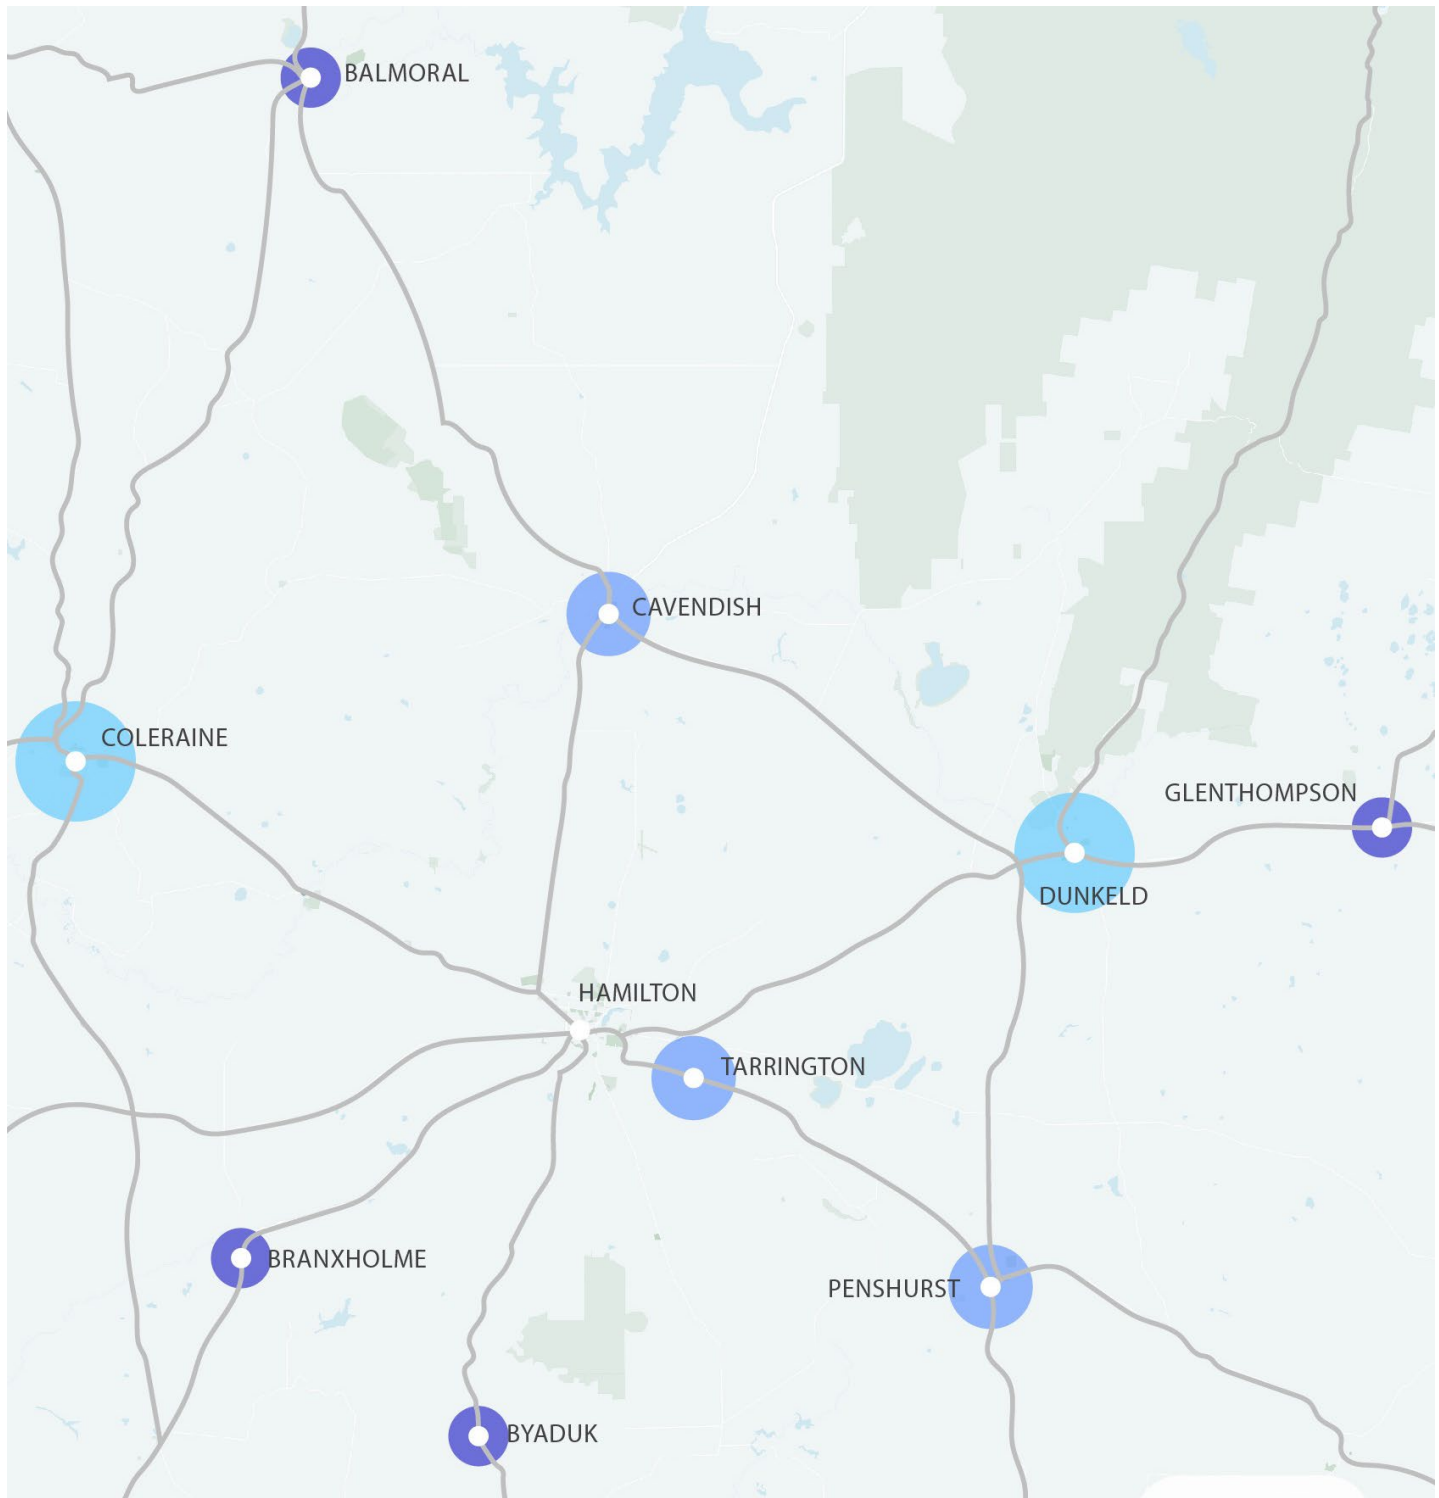 BALMORAL
CAVENDISH
COLERAINE
GLENTHOMPSON
DUNKELD
HAMILTON
TARRINGTON
BRANXHOLME
PENSHURST
BYADUK